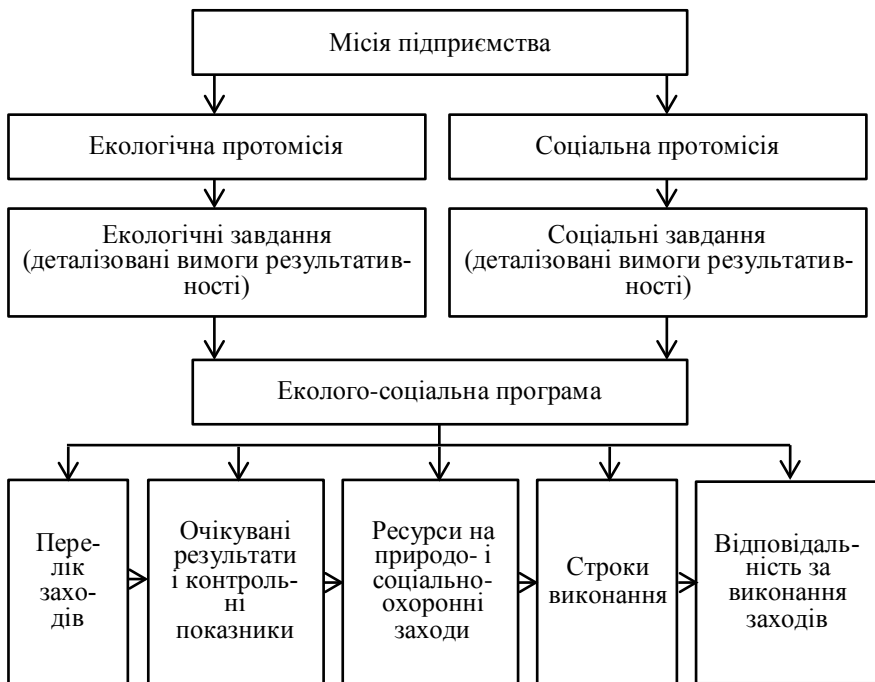 Місія підприємства
Екологічна протомісія
Соціальна протомісія
Екологічні завдання
(деталізовані вимоги результатив-
ності)
Соціальні завдання
(деталізовані вимоги результатив-
ності)
Еколого-соціальна програма
Пере-
лік
захо-
дів
Очікувані
результати
і контроль-
ні
показники
Ресурси на
природо- і
соціально-
охоронні
заходи
Строки
виконання
Відповідаль-
ність за
виконання
заходів